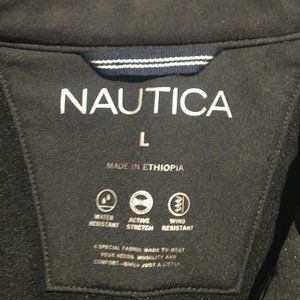 NAUTICA
L
MADE IN ETHIOPIA
WATER ACTIVE WIND
RESISTANT STRETCH RESISTANT
A SPECIAL FABRIC MADE TO MEET
YOUR NEEDS. MOBILITY AND
COMFORT—GIVES JUST A LITTLE